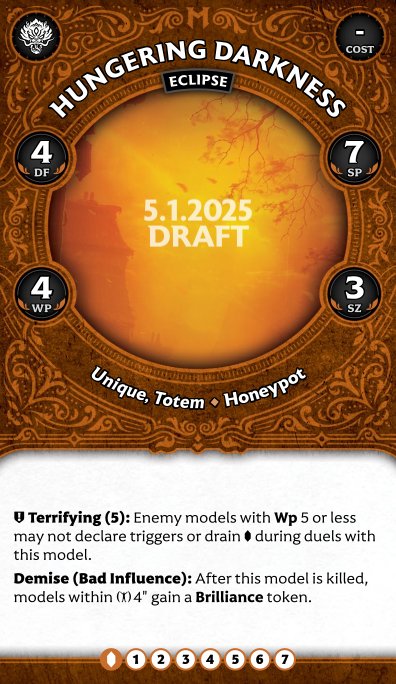 -
COST
HUNGERING DARKNESS
ECLIPSE
4
DF
7
SP
5.1.2025
DRAFT
4
WP
3
SZ
Unique, Totem ⬥ Honeypot
Terrifying (5): Enemy models with Wp 5 or less
may not declare triggers or drain during duels with
this model.
Demise (Bad Influence): After this model is killed,
models within 4" gain a Brilliance token.
1 2 3 4 5 6 7